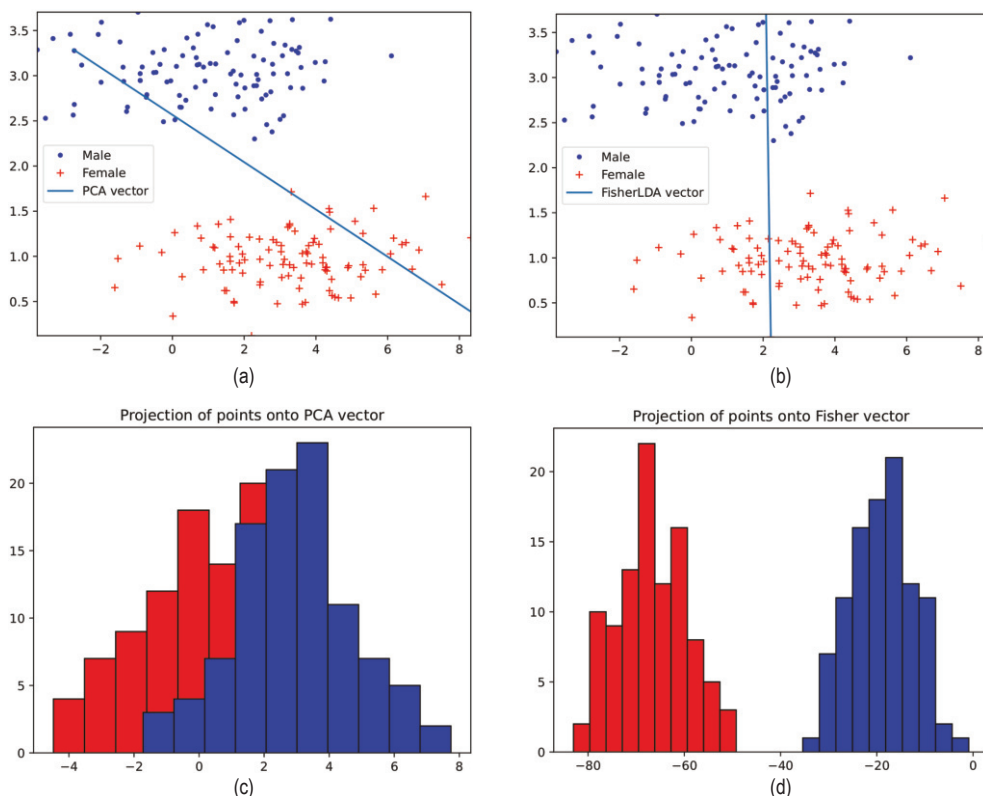 3.5
3.0
2.5
2.0
1.5
1.0
0.5
Male
Female
PCA vector
−2 0 2 4 6 8
(a)
3.5
3.0
2.5
2.0
1.5
1.0
0.5
Male
Female
FisherLDA vector
−2 0 2 4 6 8
(b)
Projection of points onto PCA vector
20
15
10
5
0
−4 −2 0 2 4 6 8
(c)
Projection of points onto Fisher vector
20
15
10
5
0
−80 −60 −40 −20 0
(d)